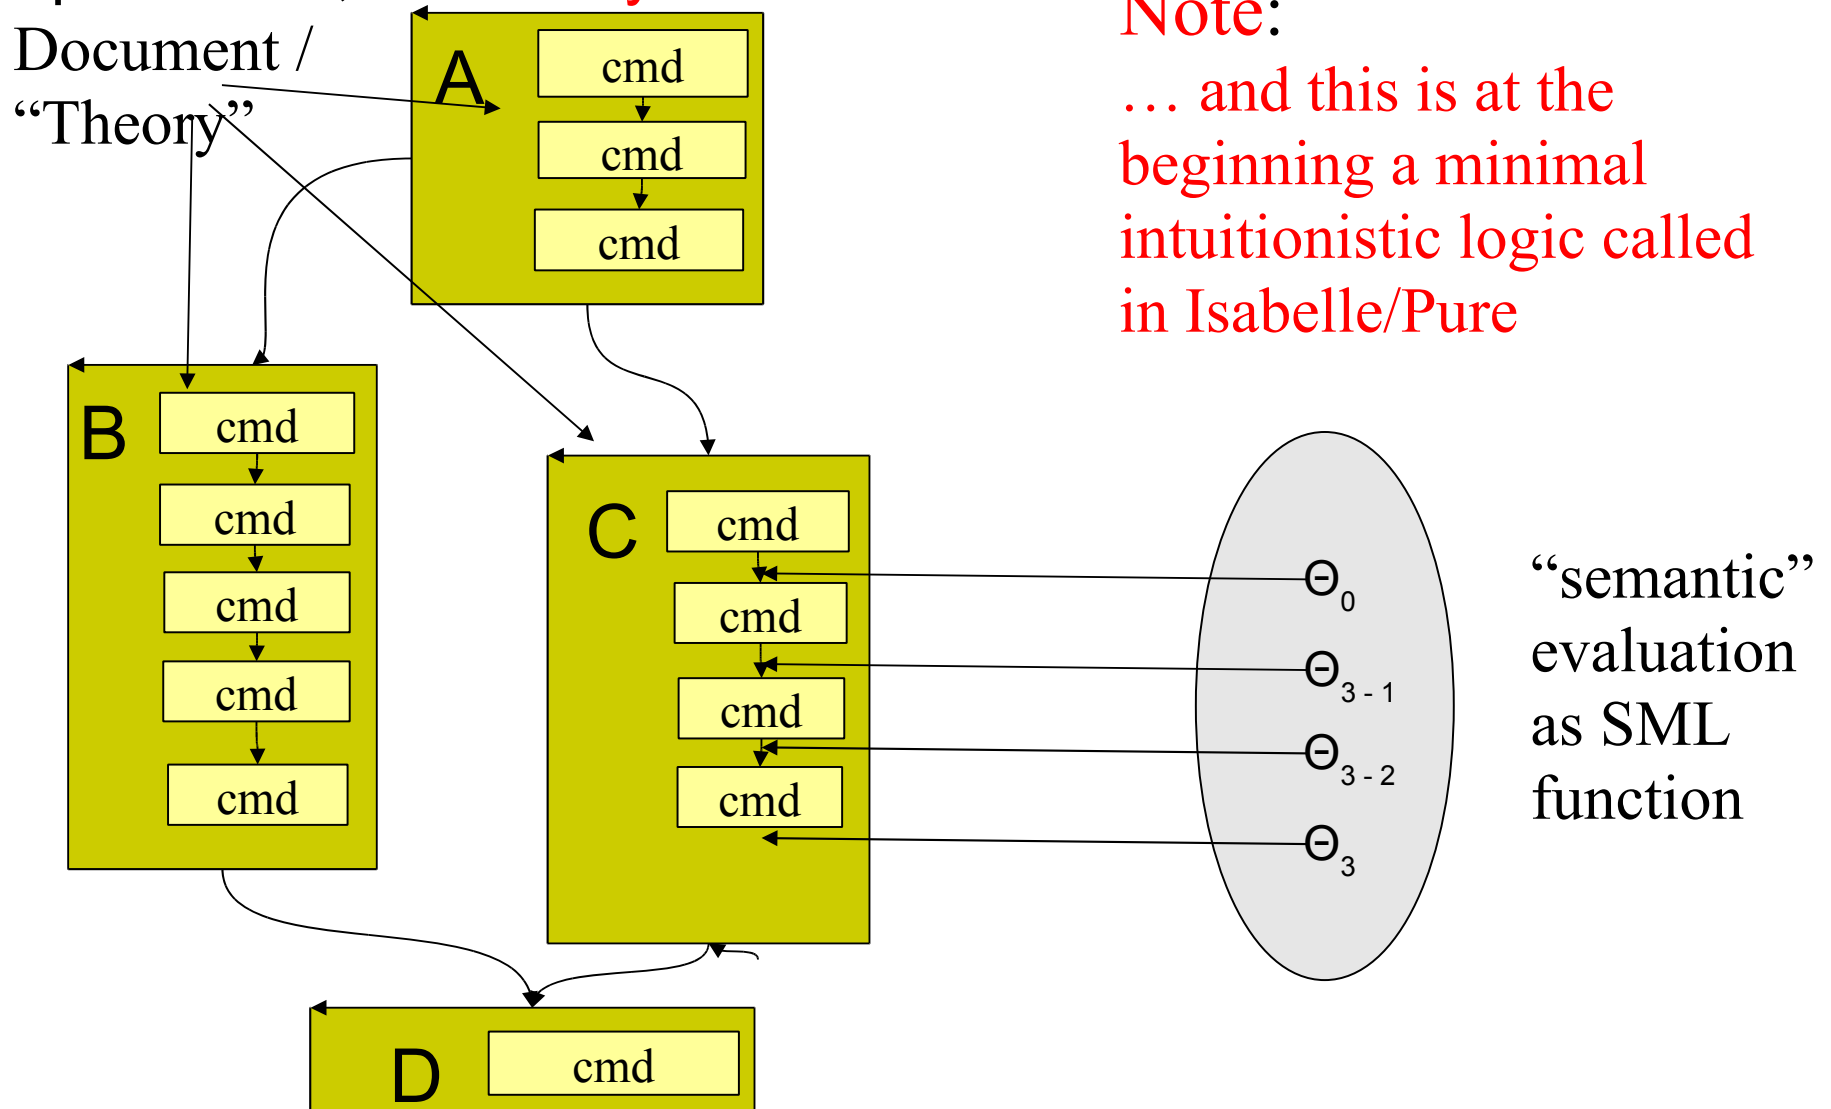 Document /
“Theory”
A
cmd
cmd
cmd
Note:
… and this is at the
beginning a minimal
intuitionistic logic called
in Isabelle/Pure
B
cmd
cmd
cmd
cmd
cmd
C
cmd
cmd
cmd
cmd
Θ0
Θ3 - 1
Θ3 - 2
Θ3
“semantic”
evaluation
as SML
function
D
cmd